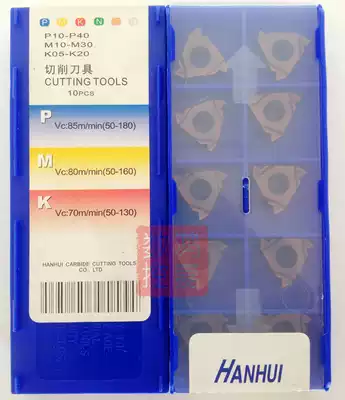 P M K N S H
P10-P40
M10-M30
K05-K20
切削刀具
CUTTING TOOLS
10PCS
P
Vc:85m/min(50-180)
M
Vc:80m/min(50-160)
K
Vc:70m/min(50-130)
HANHUI CARBIDE CUTTING TOOLS
CO., LTD
HANHUI